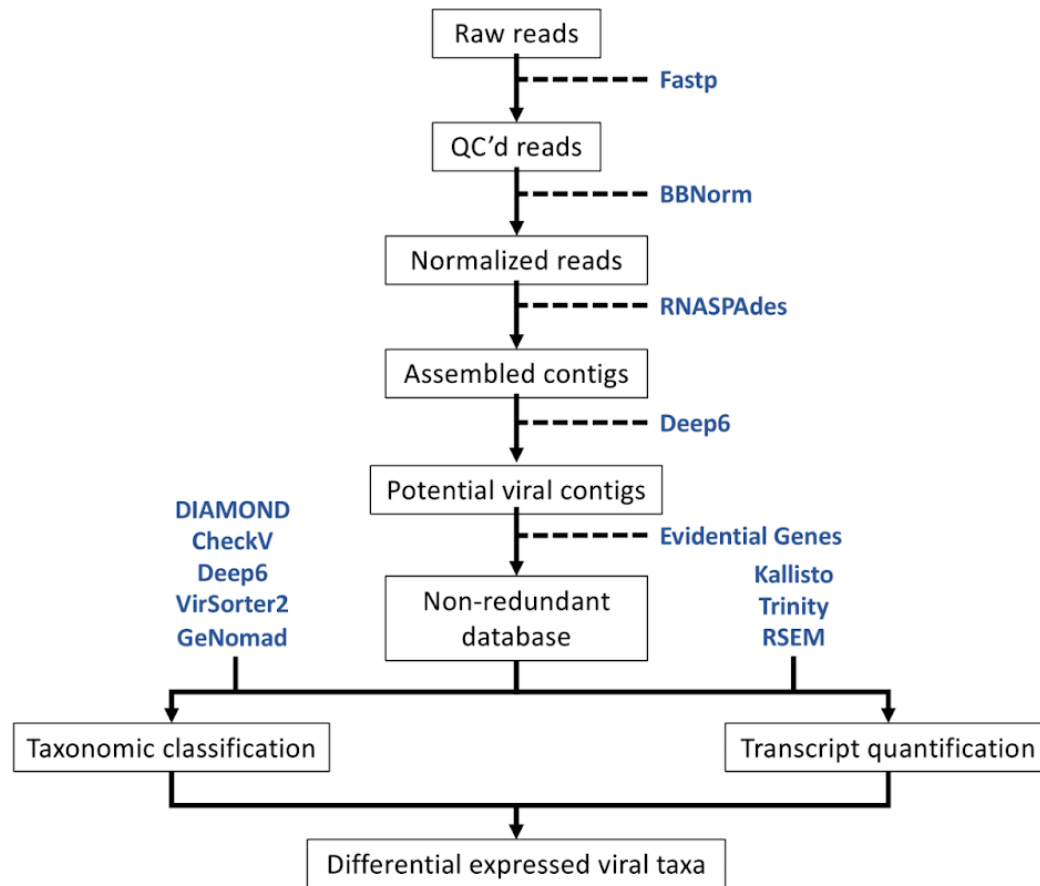 Raw reads
Fastp
QC’d reads
BBNorm
Normalized reads
RNASPAdes
Assembled contigs
Deep6
Potential viral contigs
Evidential Genes
DIAMOND
CheckV
Deep6
VirSorter2
GeNomad
Non-redundant
database
Kallisto
Trinity
RSEM
Taxonomic classification
Transcript quantification
Differential expressed viral taxa